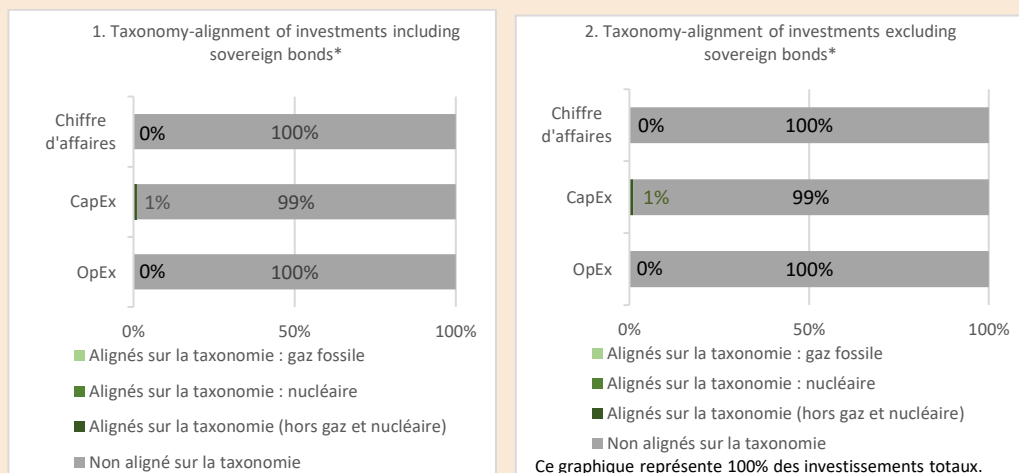 1. Taxonomy-alignment of investments including
sovereign bonds*
Chiffre
d'affaires
0%
100%
CapEx
1%
99%
OpEx
0%
100%
0%
50%
100%
Alignés sur la taxonomie : gaz fossile
Alignés sur la taxonomie : nucléaire
Alignés sur la taxonomie (hors gaz et nucléaire)
Non aligné sur la taxonomie
2. Taxonomy-alignment of investments excluding
sovereign bonds*
Chiffre
d'affaires
0%
100%
CapEx
1%
99%
OpEx
0%
100%
0%
50%
100%
Alignés sur la taxonomie : gaz fossile
Alignés sur la taxonomie : nucléaire
Alignés sur la taxonomie (hors gaz et nucléaire)
Non alignés sur la taxonomie
Ce graphique représente 100% des investissements totaux.